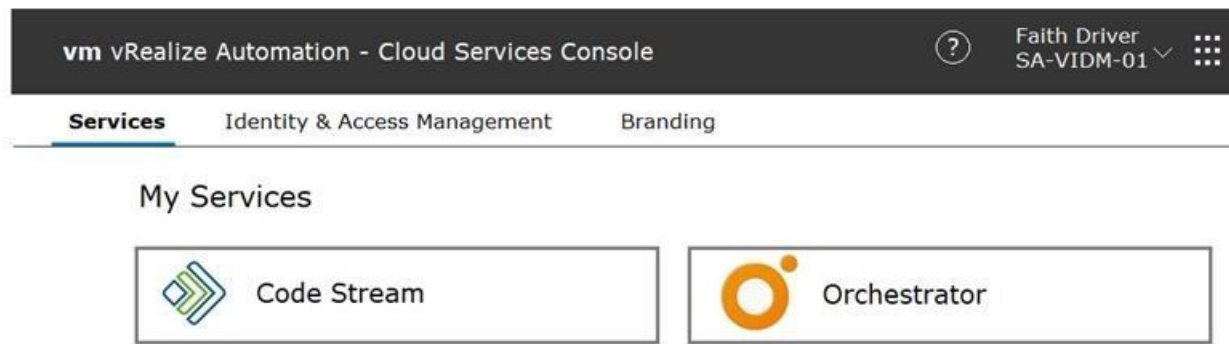 vm vRealize Automation - Cloud Services Console
?
Faith Driver
SA-VIDM-01
Services Identity & Access Management Branding
My Services
Code Stream Orchestrator